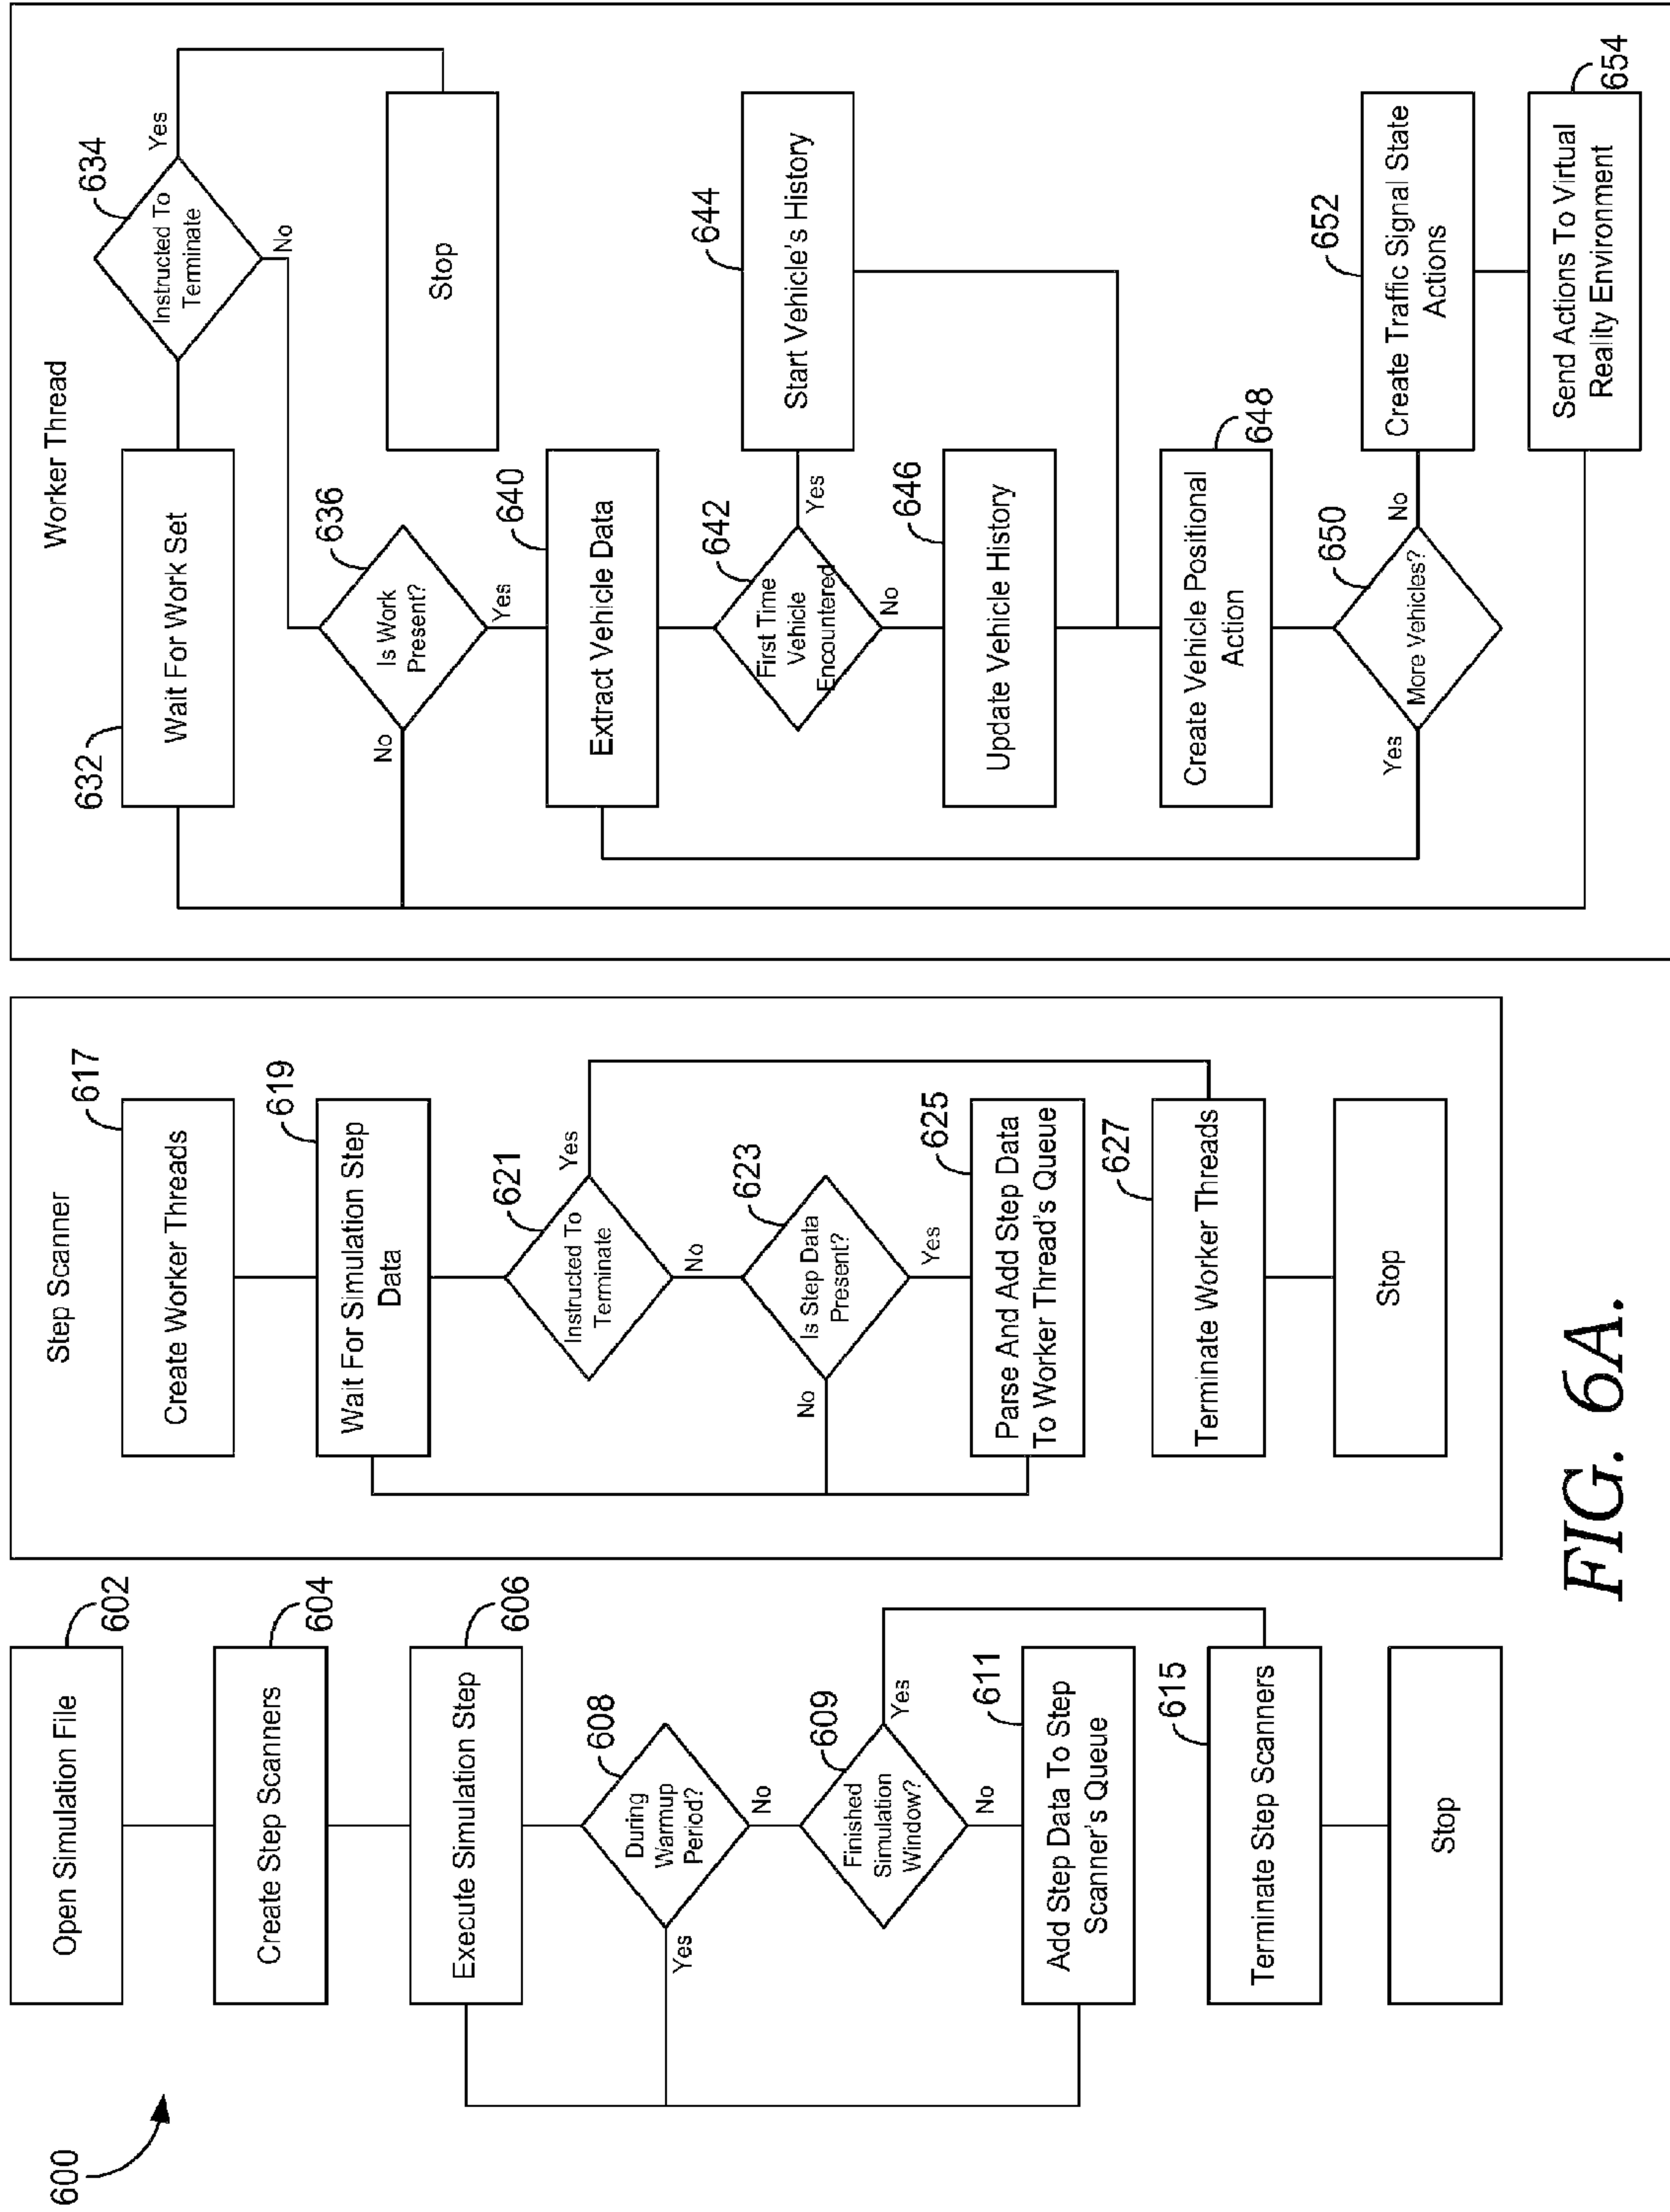 600
Open Simulation File
602
Create Step Scanners
604
Execute Simulation Step
606
During
Warmup
Period?
608
Yes
No
Finished
Simulation
Window?
609
Yes
No
Add Step Data To Step
Scanner's Queue
611
Terminate Step Scanners
615
Stop
Step Scanner
Create Worker Threads
617
Wait For Simulation Step
Data
619
Instructed To
Terminate
621
Yes
No
Is Step Data
Present?
623
No
Yes
Parse And Add Step Data
To Worker Thread's Queue
625
Terminate Worker Threads
627
Stop
Worker Thread
Wait For Work Set
632
Instructed To
Terminate
634
Yes
No
Stop
Is Work
Present?
636
No
Yes
Extract Vehicle Data
640
First Time
Vehicle
Encountered
642
Yes
No
Start Vehicle's History
644
Update Vehicle History
646
Create Vehicle Positional
Action
648
More Vehicles?
650
Yes
No
Create Traffic Signal State
Actions
652
Send Actions To Virtual
Reality Environment
654
FIG. 6A.